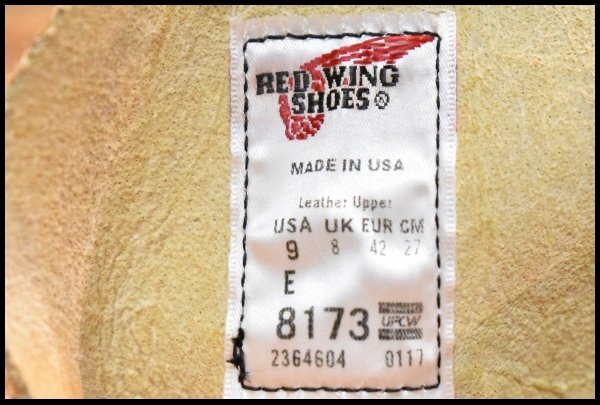 RED WING
SHOES®
MADE IN USA
Leather Upper
USA UK EUR CM
9 8 42 27
E
8173 UFCW
2364604 0117